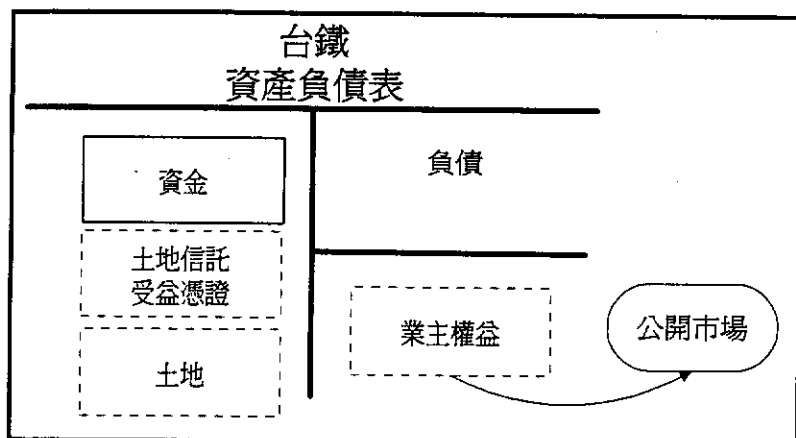 台鐵
資產負債表
資金
負債
土地信託
受益憑證
業主權益
公開市場
土地